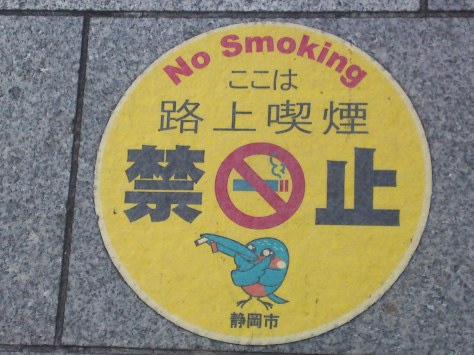 No Smoking
ここは
路上喫煙
禁止
静岡市